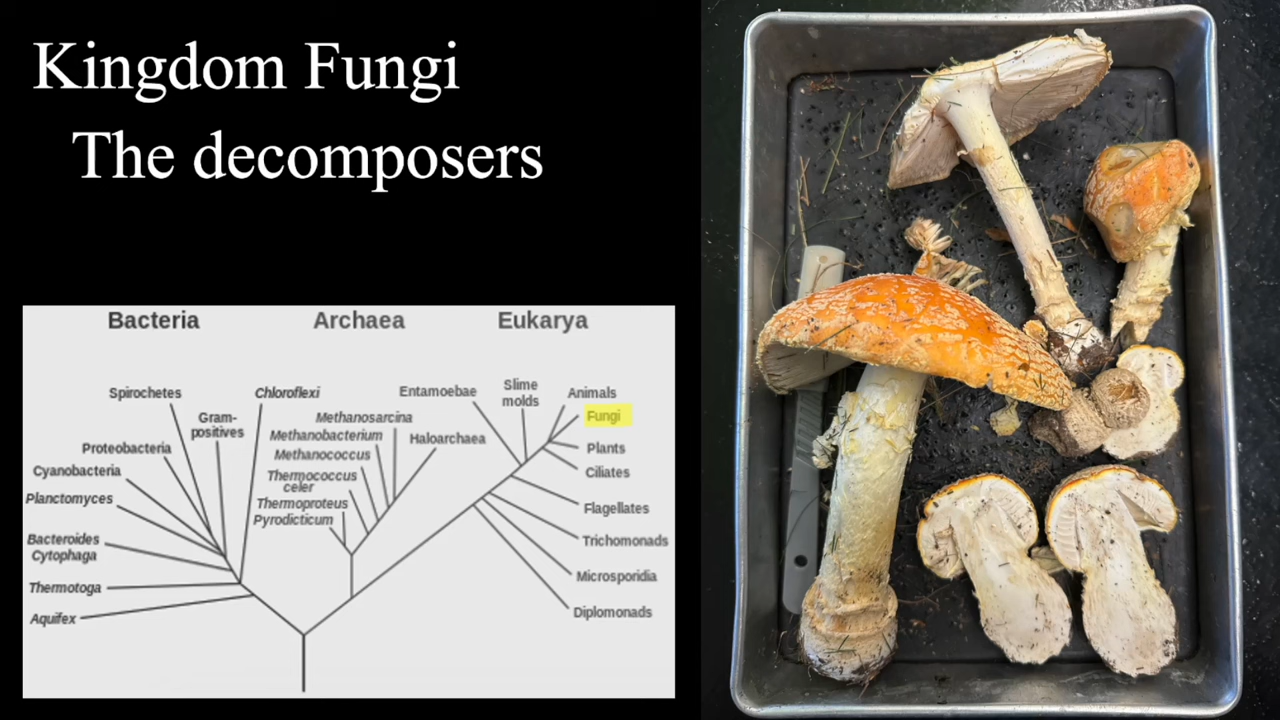 Kingdom Fungi
The decomposers
Bacteria
Archaea
Eukarya
Spirochetes
Gram-
positives
Chloroflexi
Proteobacteria
Cyanobacteria
Planctomyces
Bacteroides
Cytophaga
Thermotoga
Aquifex
Methanosarcina
Methanobacterium
Methanococcus
Haloarchaea
Thermococcus
celer
Thermoproteus
Pyrodicticum
Entamoebae
Slime
molds
Animals
Fungi
Plants
Ciliates
Flagellates
Trichomonads
Microsporidia
Diplomonads